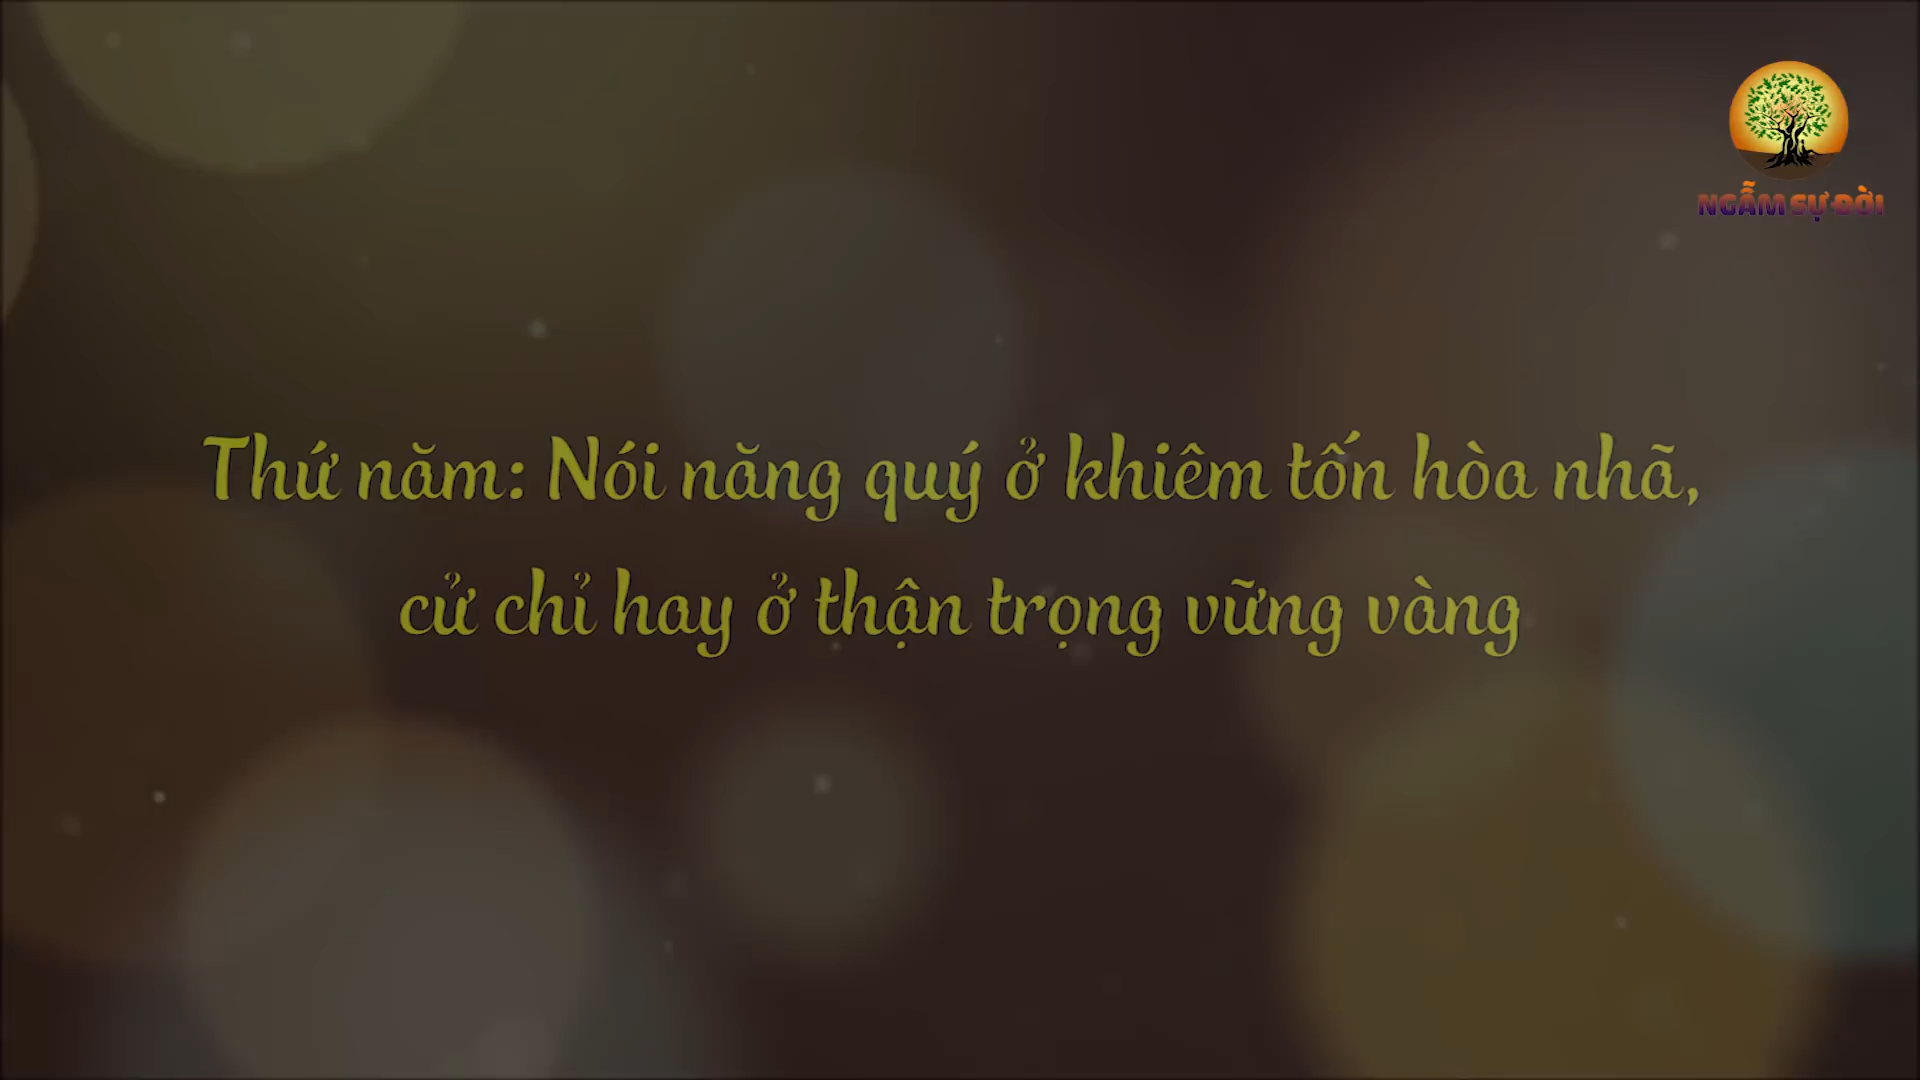 NGẪM SỰ ĐỜI
Thứ năm: Nói năng quý ở khiêm tốn hòa nhã,
cử chỉ hay ở thận trọng vững vàng